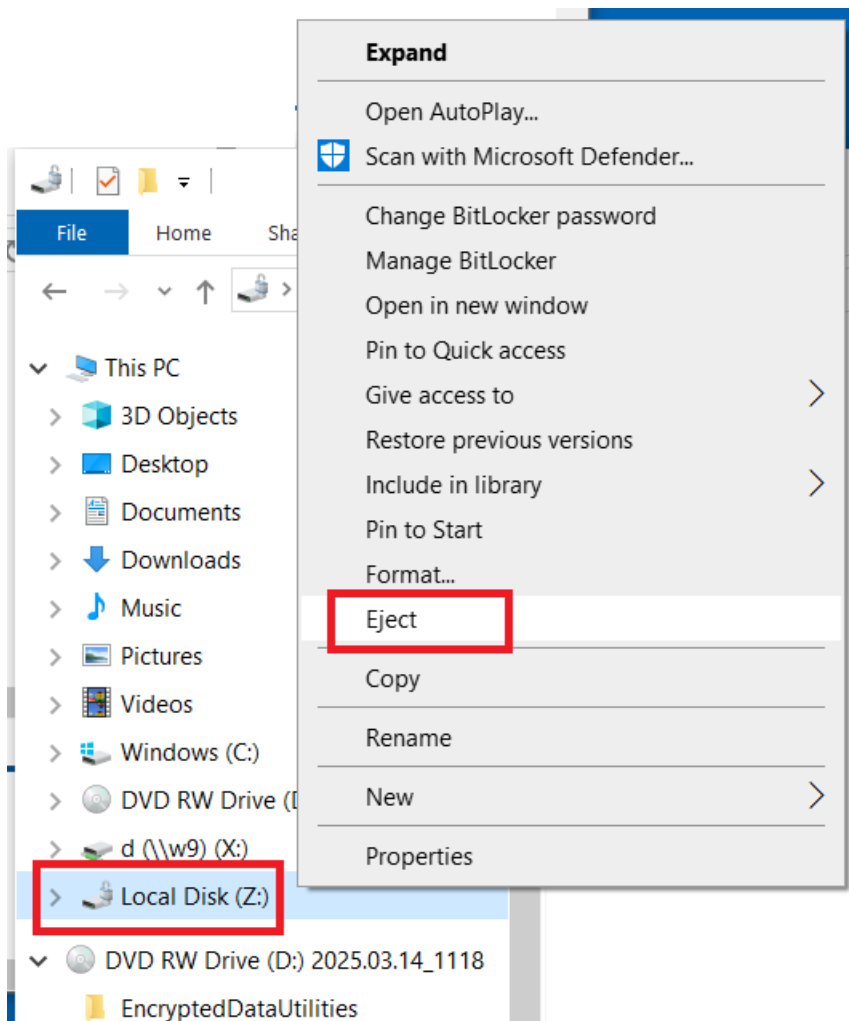 Expand
Open AutoPlay...
Scan with Microsoft Defender...
Change BitLocker password
Manage BitLocker
Open in new window
Pin to Quick access
Give access to
Restore previous versions
Include in library
Pin to Start
Format...
Eject
Copy
Rename
New
Properties
File Home
This PC
3D Objects
Desktop
Documents
Downloads
Music
Pictures
Videos
Windows (C:)
DVD RW Drive
d (\\w9) (X:)
Local Disk (Z:)
DVD RW Drive (D:) 2025.03.14_1118
EncryptedDataUtilities